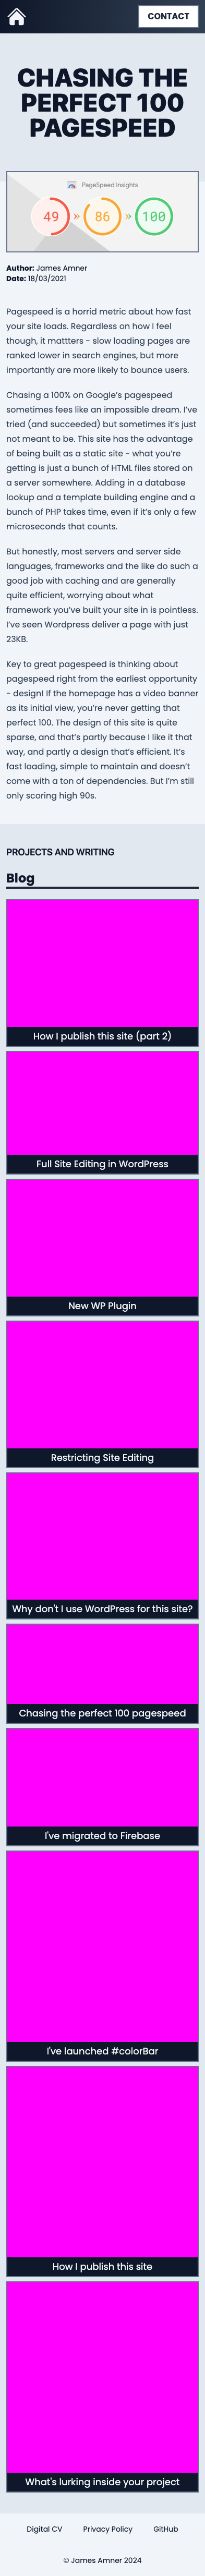 CONTACT
CHASING THE
PERFECT 100
PAGESPEED
PageSpeed Insights
49 » 86 » 100
Author: James Amner
Date: 18/03/2021
Pagespeed is a horrid metric about how fast
your site loads. Regardless on how I feel
though, it mattters - slow loading pages are
ranked lower in search engines, but more
importantly are more likely to bounce users.
Chasing a 100% on Google's pagespeed
sometimes fees like an impossible dream. I've
tried (and succeeded) but sometimes it's just
not meant to be. This site has the advantage
of being built as a static site - what you're
getting is just a bunch of HTML files stored on
a server somewhere. Adding in a database
lookup and a template building engine and a
bunch of PHP takes time, even if it's only a few
microseconds that counts.
But honestly, most servers and server side
languages, frameworks and the like do such a
good job with caching and are generally
quite efficient, worrying about what
framework you've built your site in is pointless.
I've seen Wordpress deliver a page with just
23KB.
Key to great pagespeed is thinking about
pagespeed right from the earliest opportunity
- design! If the homepage has a video banner
as its initial view, you're never getting that
perfect 100. The design of this site is quite
sparse, and that's partly because I like it that
way, and partly a design that's efficient. It's
fast loading, simple to maintain and doesn't
come with a ton of dependencies. But I'm still
only scoring high 90s.
PROJECTS AND WRITING
Blog
How I publish this site (part 2)
Full Site Editing in WordPress
New WP Plugin
Restricting Site Editing
Why don't I use WordPress for this site?
Chasing the perfect 100 pagespeed
I've migrated to Firebase
I've launched #colorBar
How I publish this site
What's lurking inside your project
Digital CV Privacy Policy GitHub
© James Amner 2024